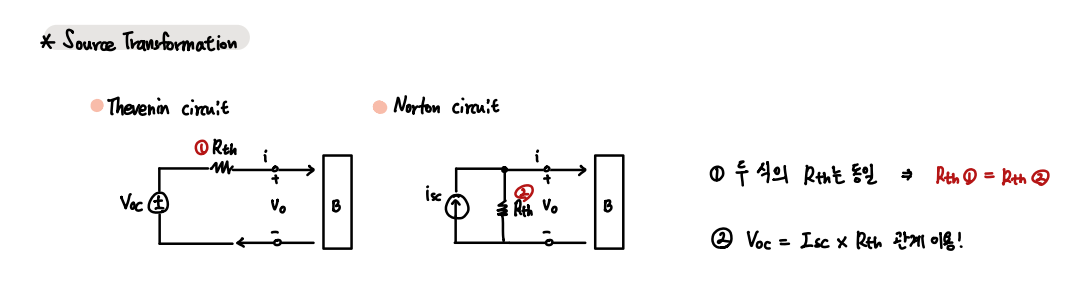 * Source Transformation
Thevenin circuit
① Rth
i
+
Voc
Vo
B
-
Norton circuit
i
+
isc
②
Rth
Vo
B
-
① 두 식의 Rth는 동일 ⇒ Rth① = Rth②
② Voc = Isc × Rth 관계 이용!